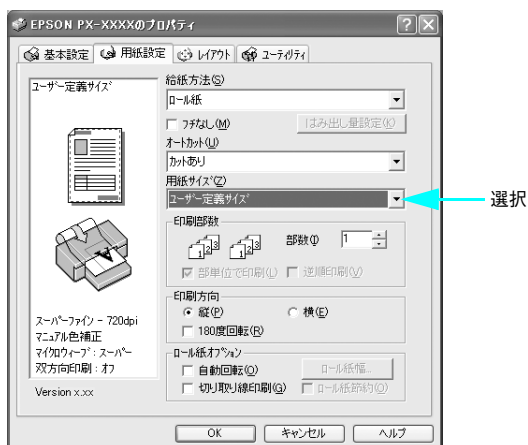 EPSON PX-XXXXのプロパティ
基本設定 用紙設定 レイアウト ユーティリティ
ユーザー定義サイズ
給紙方法(S)
ロール紙
フチなし(M) はみ出し量設定(K)
オートカット(U)
カットあり
用紙サイズ(Z)
ユーザー定義サイズ
選択
印刷部数
部数(I) 1
部単位で印刷(L) 逆順印刷(V)
印刷方向
縦(P) 横(E)
180度回転(R)
ロール紙オプション
自動回転(O) ロール紙幅...
切り取り線印刷(G) ロール紙節約(O)
スーパーファイン - 720dpi
マニュアル色補正
マイクロウィーブ: スーパー
双方向印刷 : オフ
Version x.xx
OK キャンセル ヘルプ